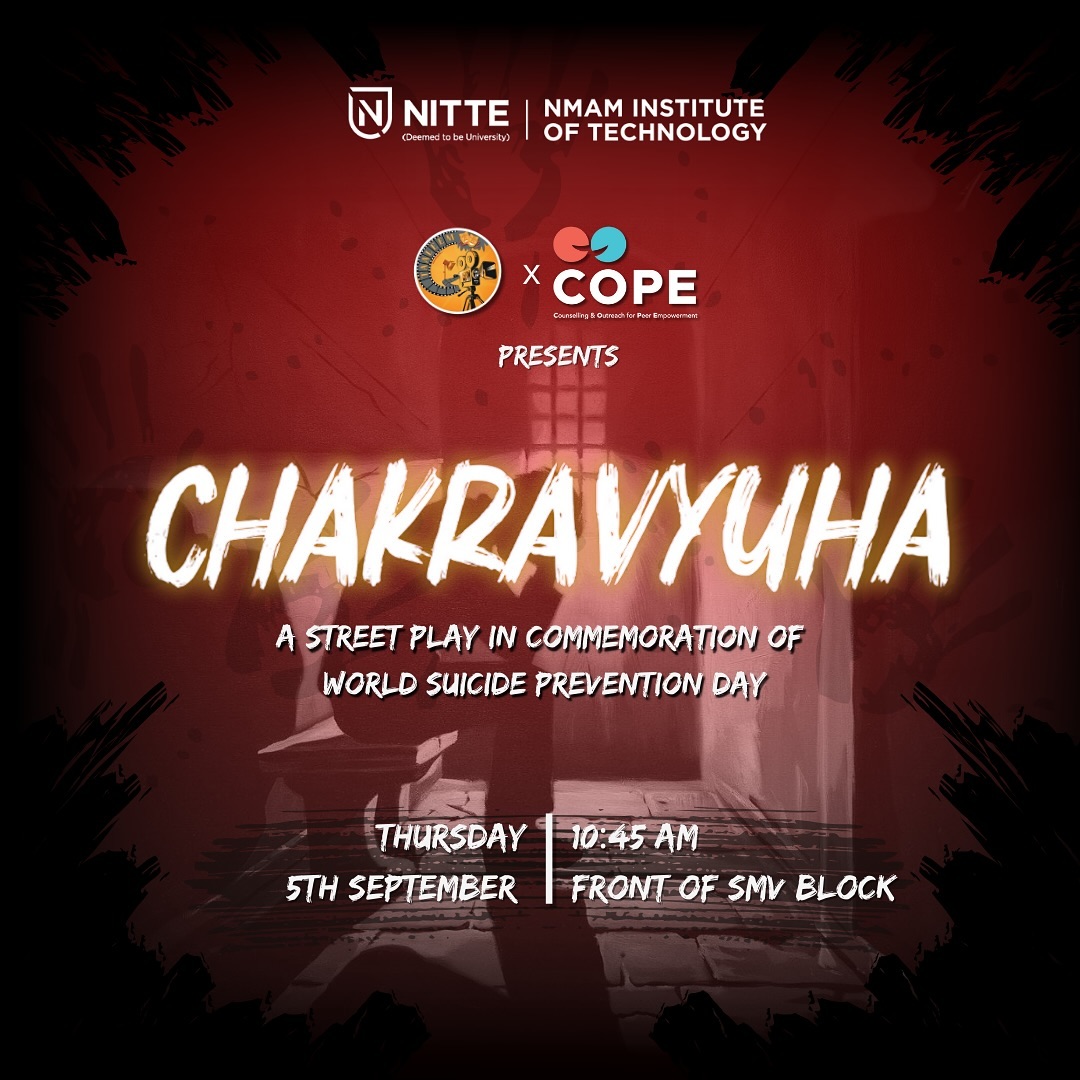 NITTE
(Deemed to be University)
NMAM INSTITUTE
OF TECHNOLOGY
X
COPE
Counselling & Outreach for Peer Empowerment
PRESENTS
CHAKRAVYUHA
A STREET PLAY IN COMMEMORATION OF
WORLD SUICIDE PREVENTION DAY
THURSDAY
5TH SEPTEMBER
10:45 AM
FRONT OF SMV BLOCK